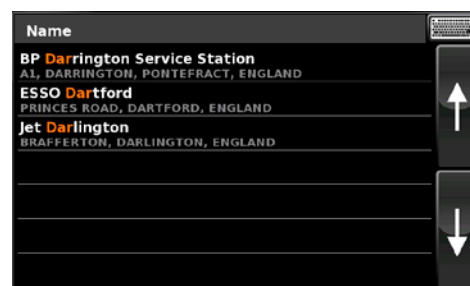 Name
BP Darrington Service Station
A1, DARRINGTON, PONTEFRACT, ENGLAND
ESSO Dartford
PRINCES ROAD, DARTFORD, ENGLAND
Jet Darlington
BRAFFERTON, DARLINGTON, ENGLAND